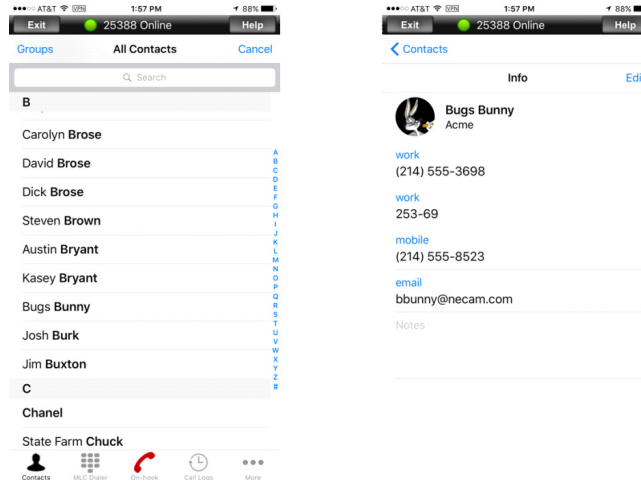 AT&T VPN 1:57 PM 88%
Exit 25388 Online Help
Groups All Contacts Cancel
Search
B
Carolyn Brose
David Brose
Dick Brose
Steven Brown
Austin Bryant
Kasey Bryant
Bugs Bunny
Josh Burk
Jim Buxton
C
Chanel
State Farm Chuck
A
B
C
D
E
F
G
H
I
J
K
L
M
N
O
P
Q
R
S
T
U
V
W
X
Y
Z
#
Contacts MLC Dialer On-hook Call Logs More
AT&T VPN 1:57 PM 88%
Exit 25388 Online Help
Contacts
Info Edi
Bugs Bunny
Acme
work
(214) 555-3698
work
253-69
mobile
(214) 555-8523
email
bbunny@necam.com
Notes